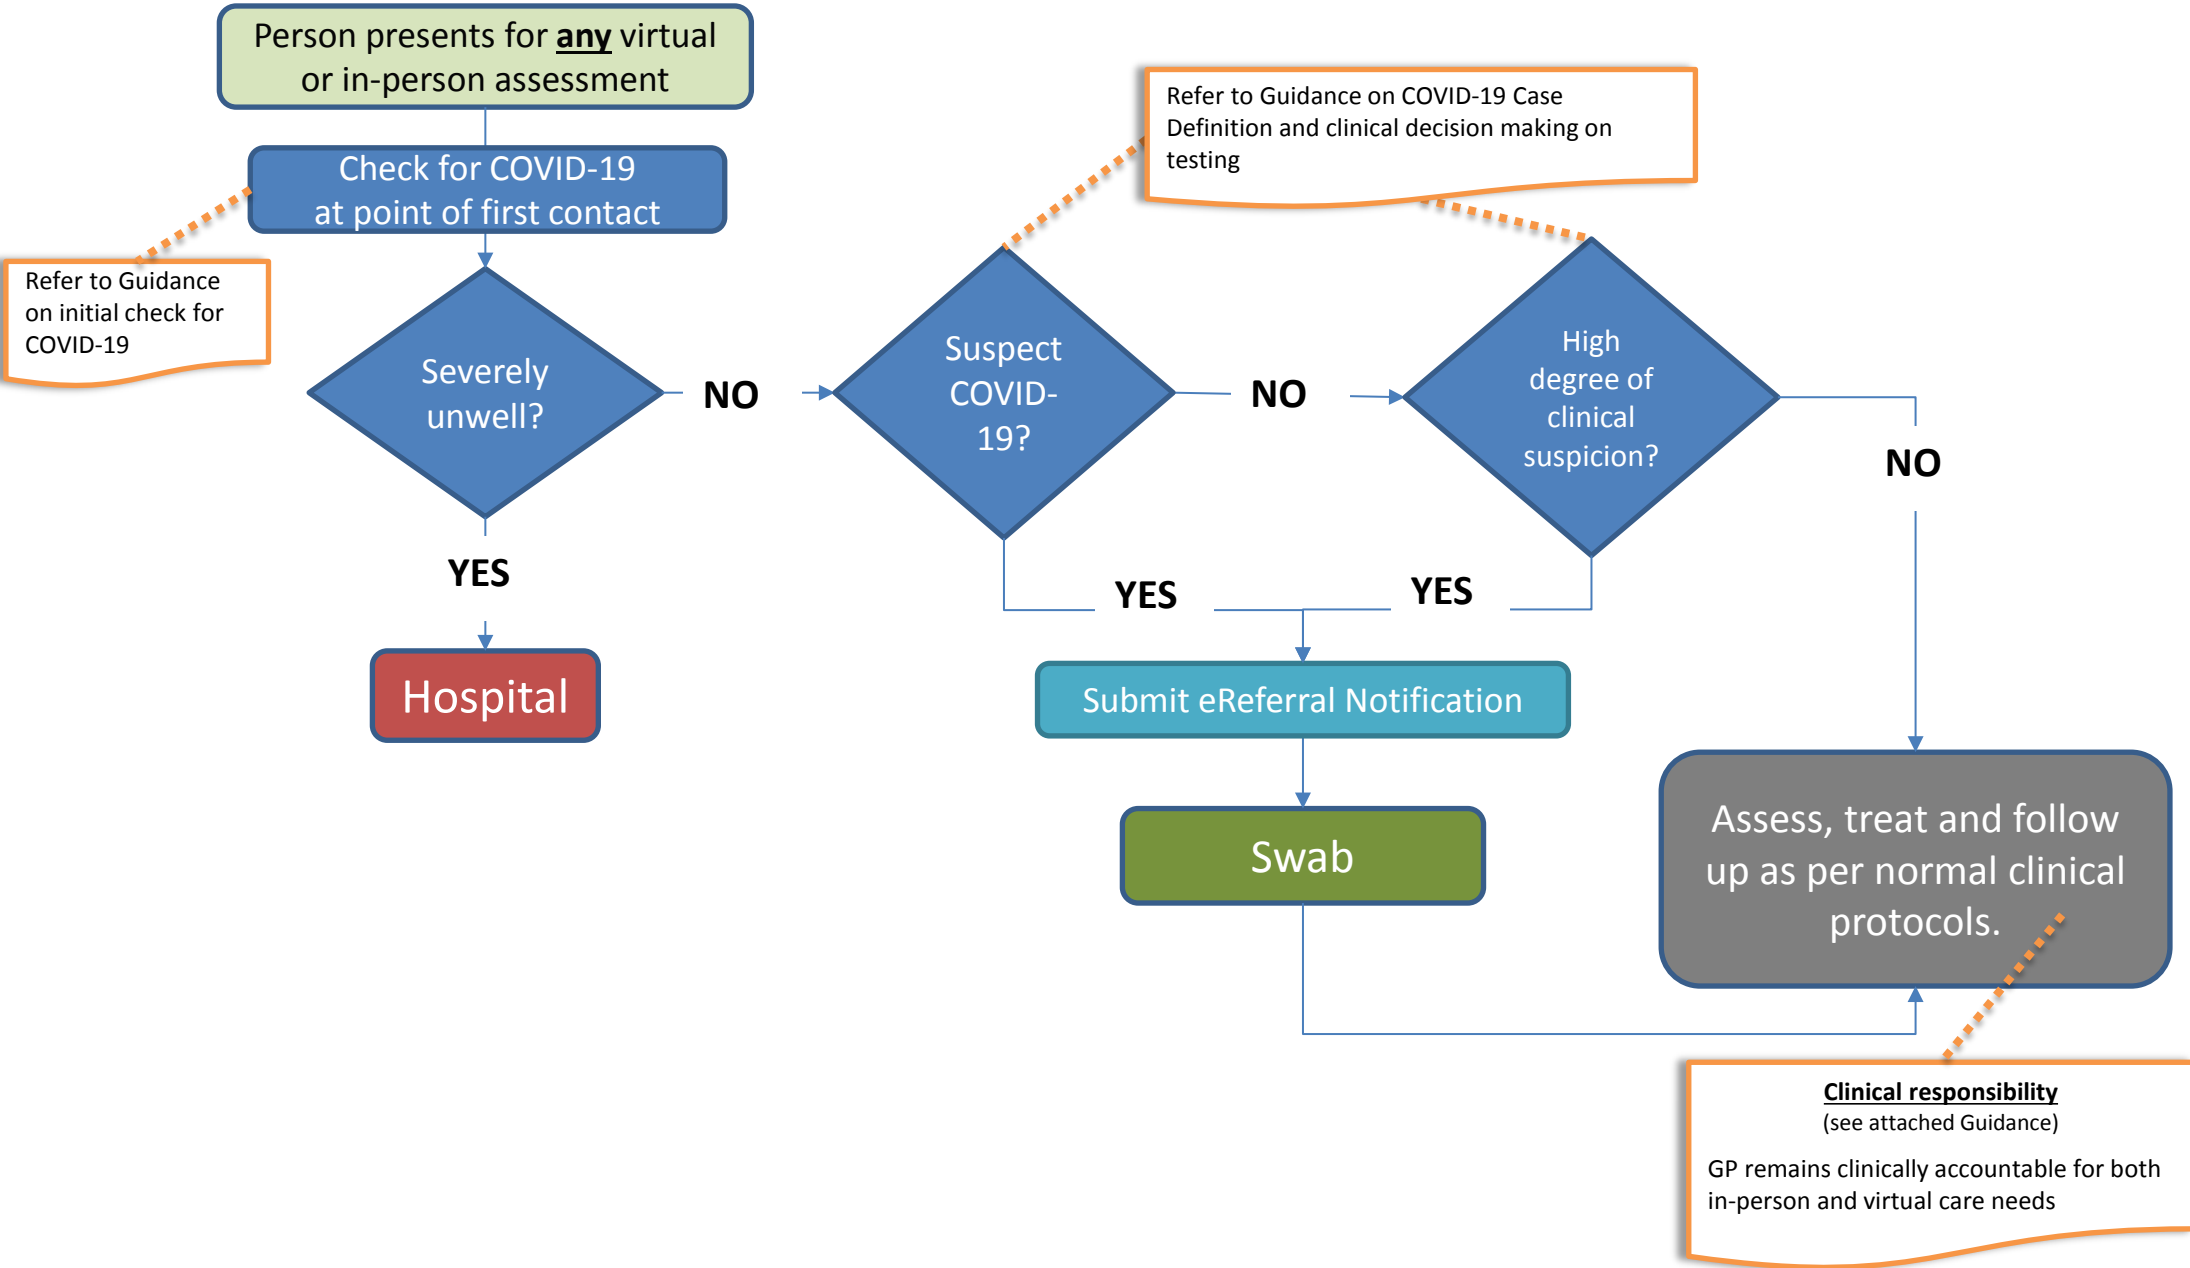 Person presents for any virtual
or in-person assessment
Check for COVID-19
at point of first contact
Refer to Guidance
on initial check for
COVID-19
Refer to Guidance on COVID-19 Case
Definition and clinical decision making on
testing
Severely
unwell?
NO
Suspect
COVID-
19?
NO
High
degree of
clinical
suspicion?
NO
YES
YES
YES
Hospital
Submit eReferral Notification
Swab
Assess, treat and follow
up as per normal clinical
protocols.
Clinical responsibility
(see attached Guidance)
GP remains clinically accountable for both
in-person and virtual care needs